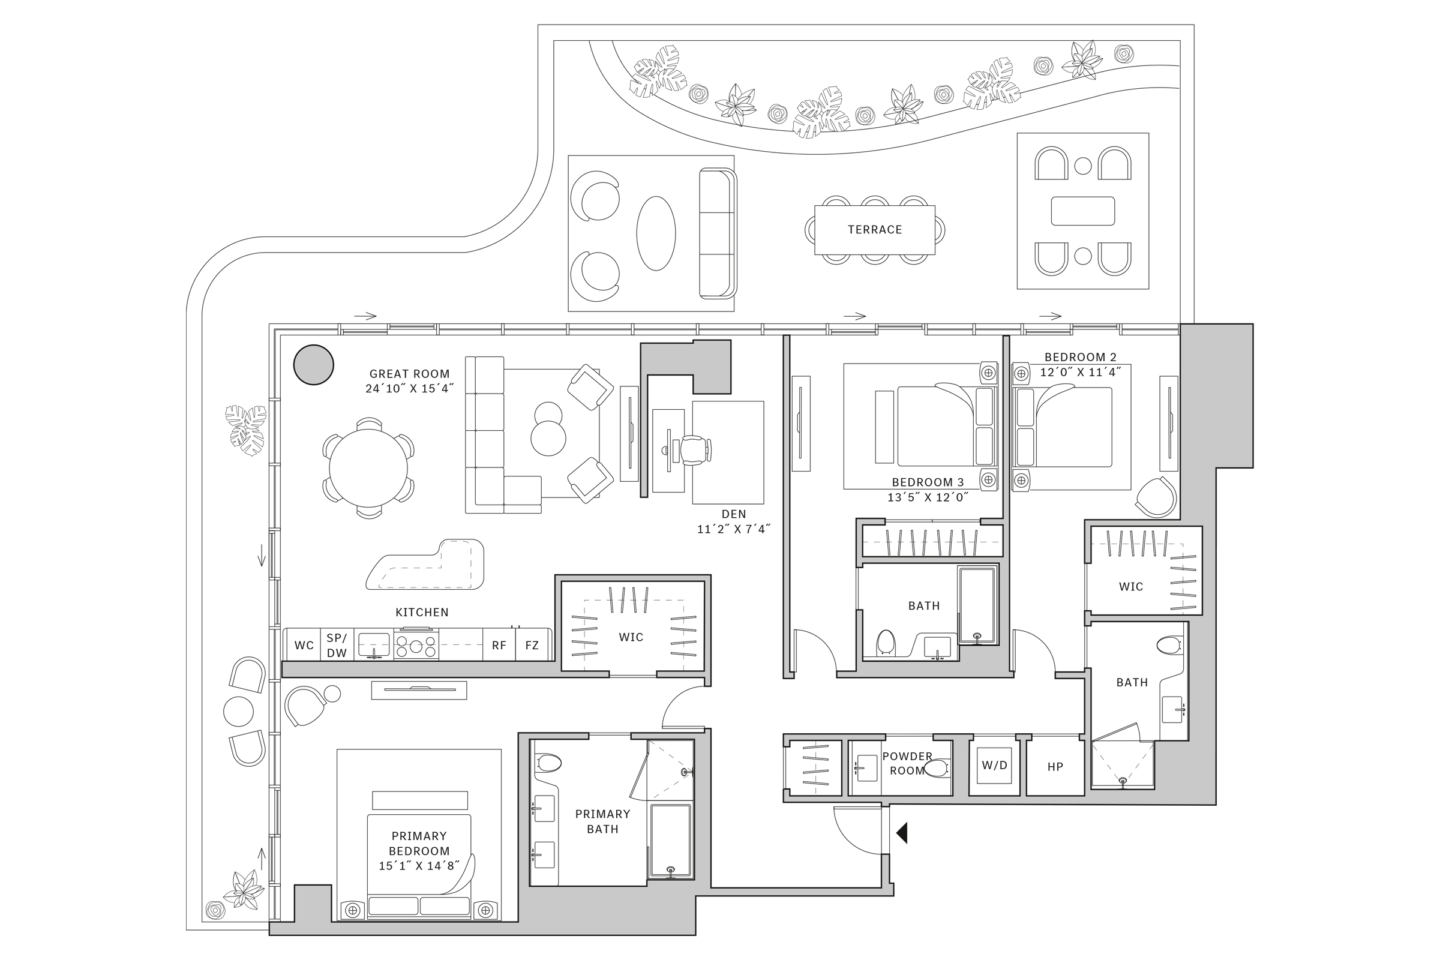 TERRACE
GREAT ROOM
24´10˝ X 15´4˝
BEDROOM 2
12´0˝ X 11´4˝
BEDROOM 3
13´5˝ X 12´0˝
DEN
11´2˝ X 7´4˝
KITCHEN
WC
SP/
DW
RF
FZ
WIC
BATH
WIC
BATH
POWDER
ROOM
W/D
HP
PRIMARY
BATH
PRIMARY
BEDROOM
15´1˝ X 14´8˝